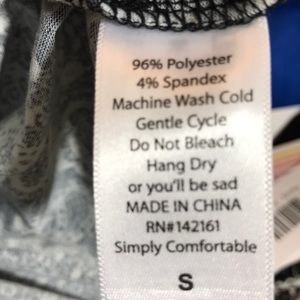 96% Polyester
4% Spandex
Machine Wash Cold
Gentle Cycle
Do Not Bleach
Hang Dry
or you'll be sad
MADE IN CHINA
RN#142161
Simply Comfortable
S